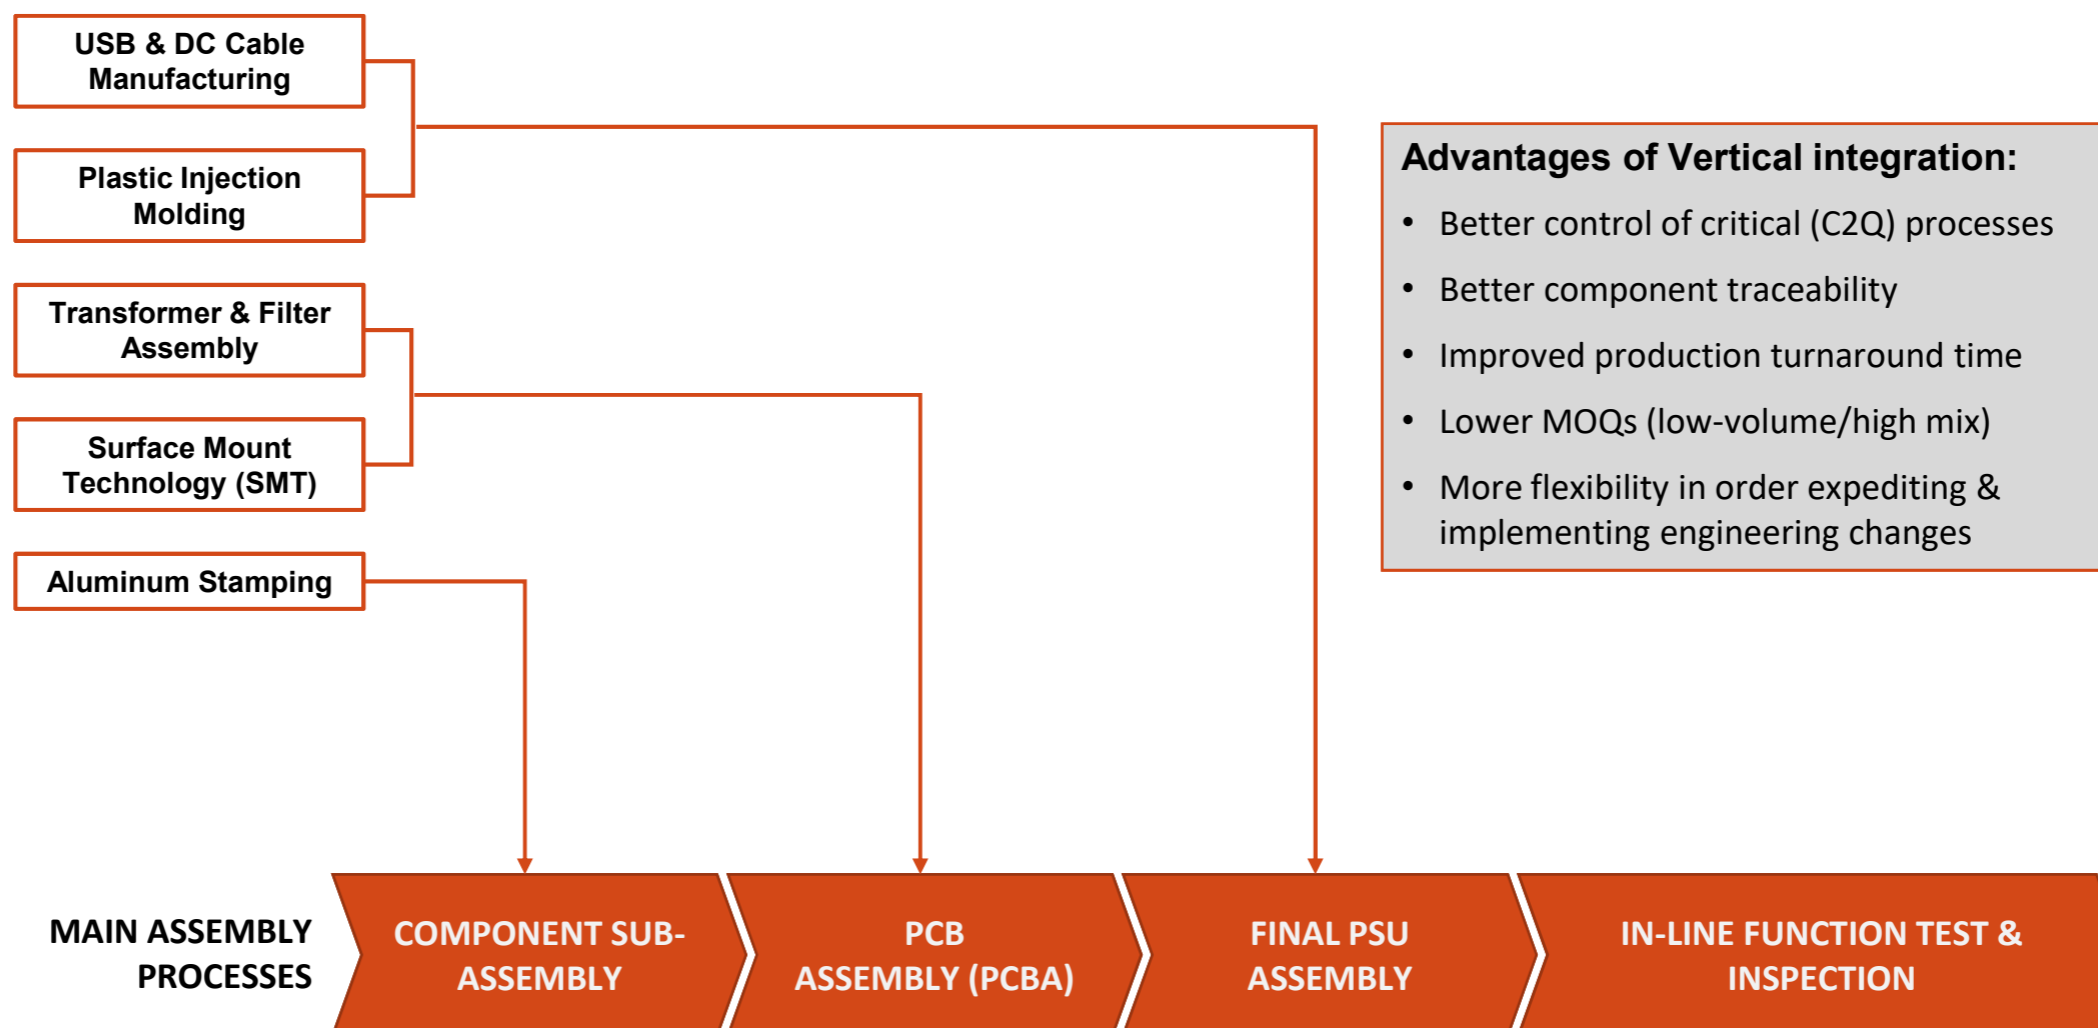 USB & DC Cable
Manufacturing
Plastic Injection
Molding
Transformer & Filter
Assembly
Surface Mount
Technology (SMT)
Aluminum Stamping
Advantages of Vertical integration:
• Better control of critical (C2Q) processes
• Better component traceability
• Improved production turnaround time
• Lower MOQs (low-volume/high mix)
• More flexibility in order expediting &
implementing engineering changes
MAIN ASSEMBLY
PROCESSES
COMPONENT SUB-
ASSEMBLY
PCB
ASSEMBLY (PCBA)
FINAL PSU
ASSEMBLY
IN-LINE FUNCTION TEST &
INSPECTION